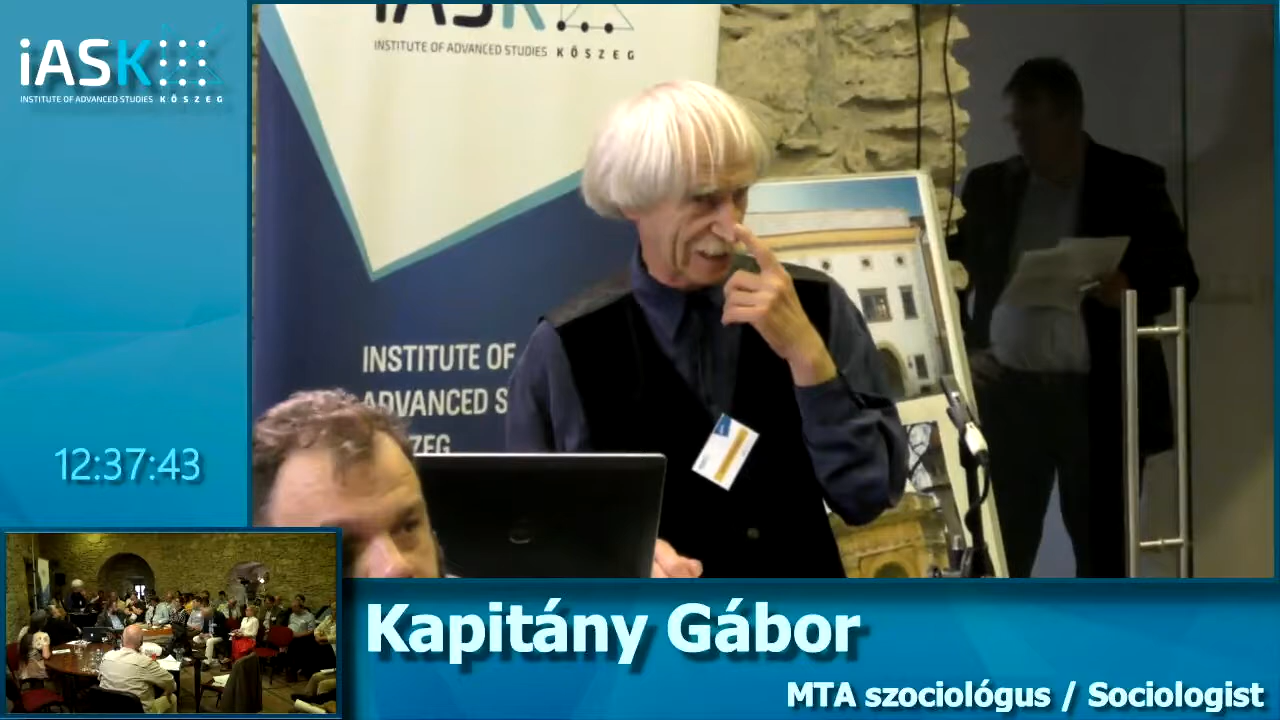 iASK
INSTITUTE OF ADVANCED STUDIES KŐSZEG
iASK
INSTITUTE OF ADVANCED STUDIES KŐSZEG
INSTITUTE OF
ADVANCED S
ZEG
12:37:43
Kapitány Gábor
MTA szociológus / Sociologist